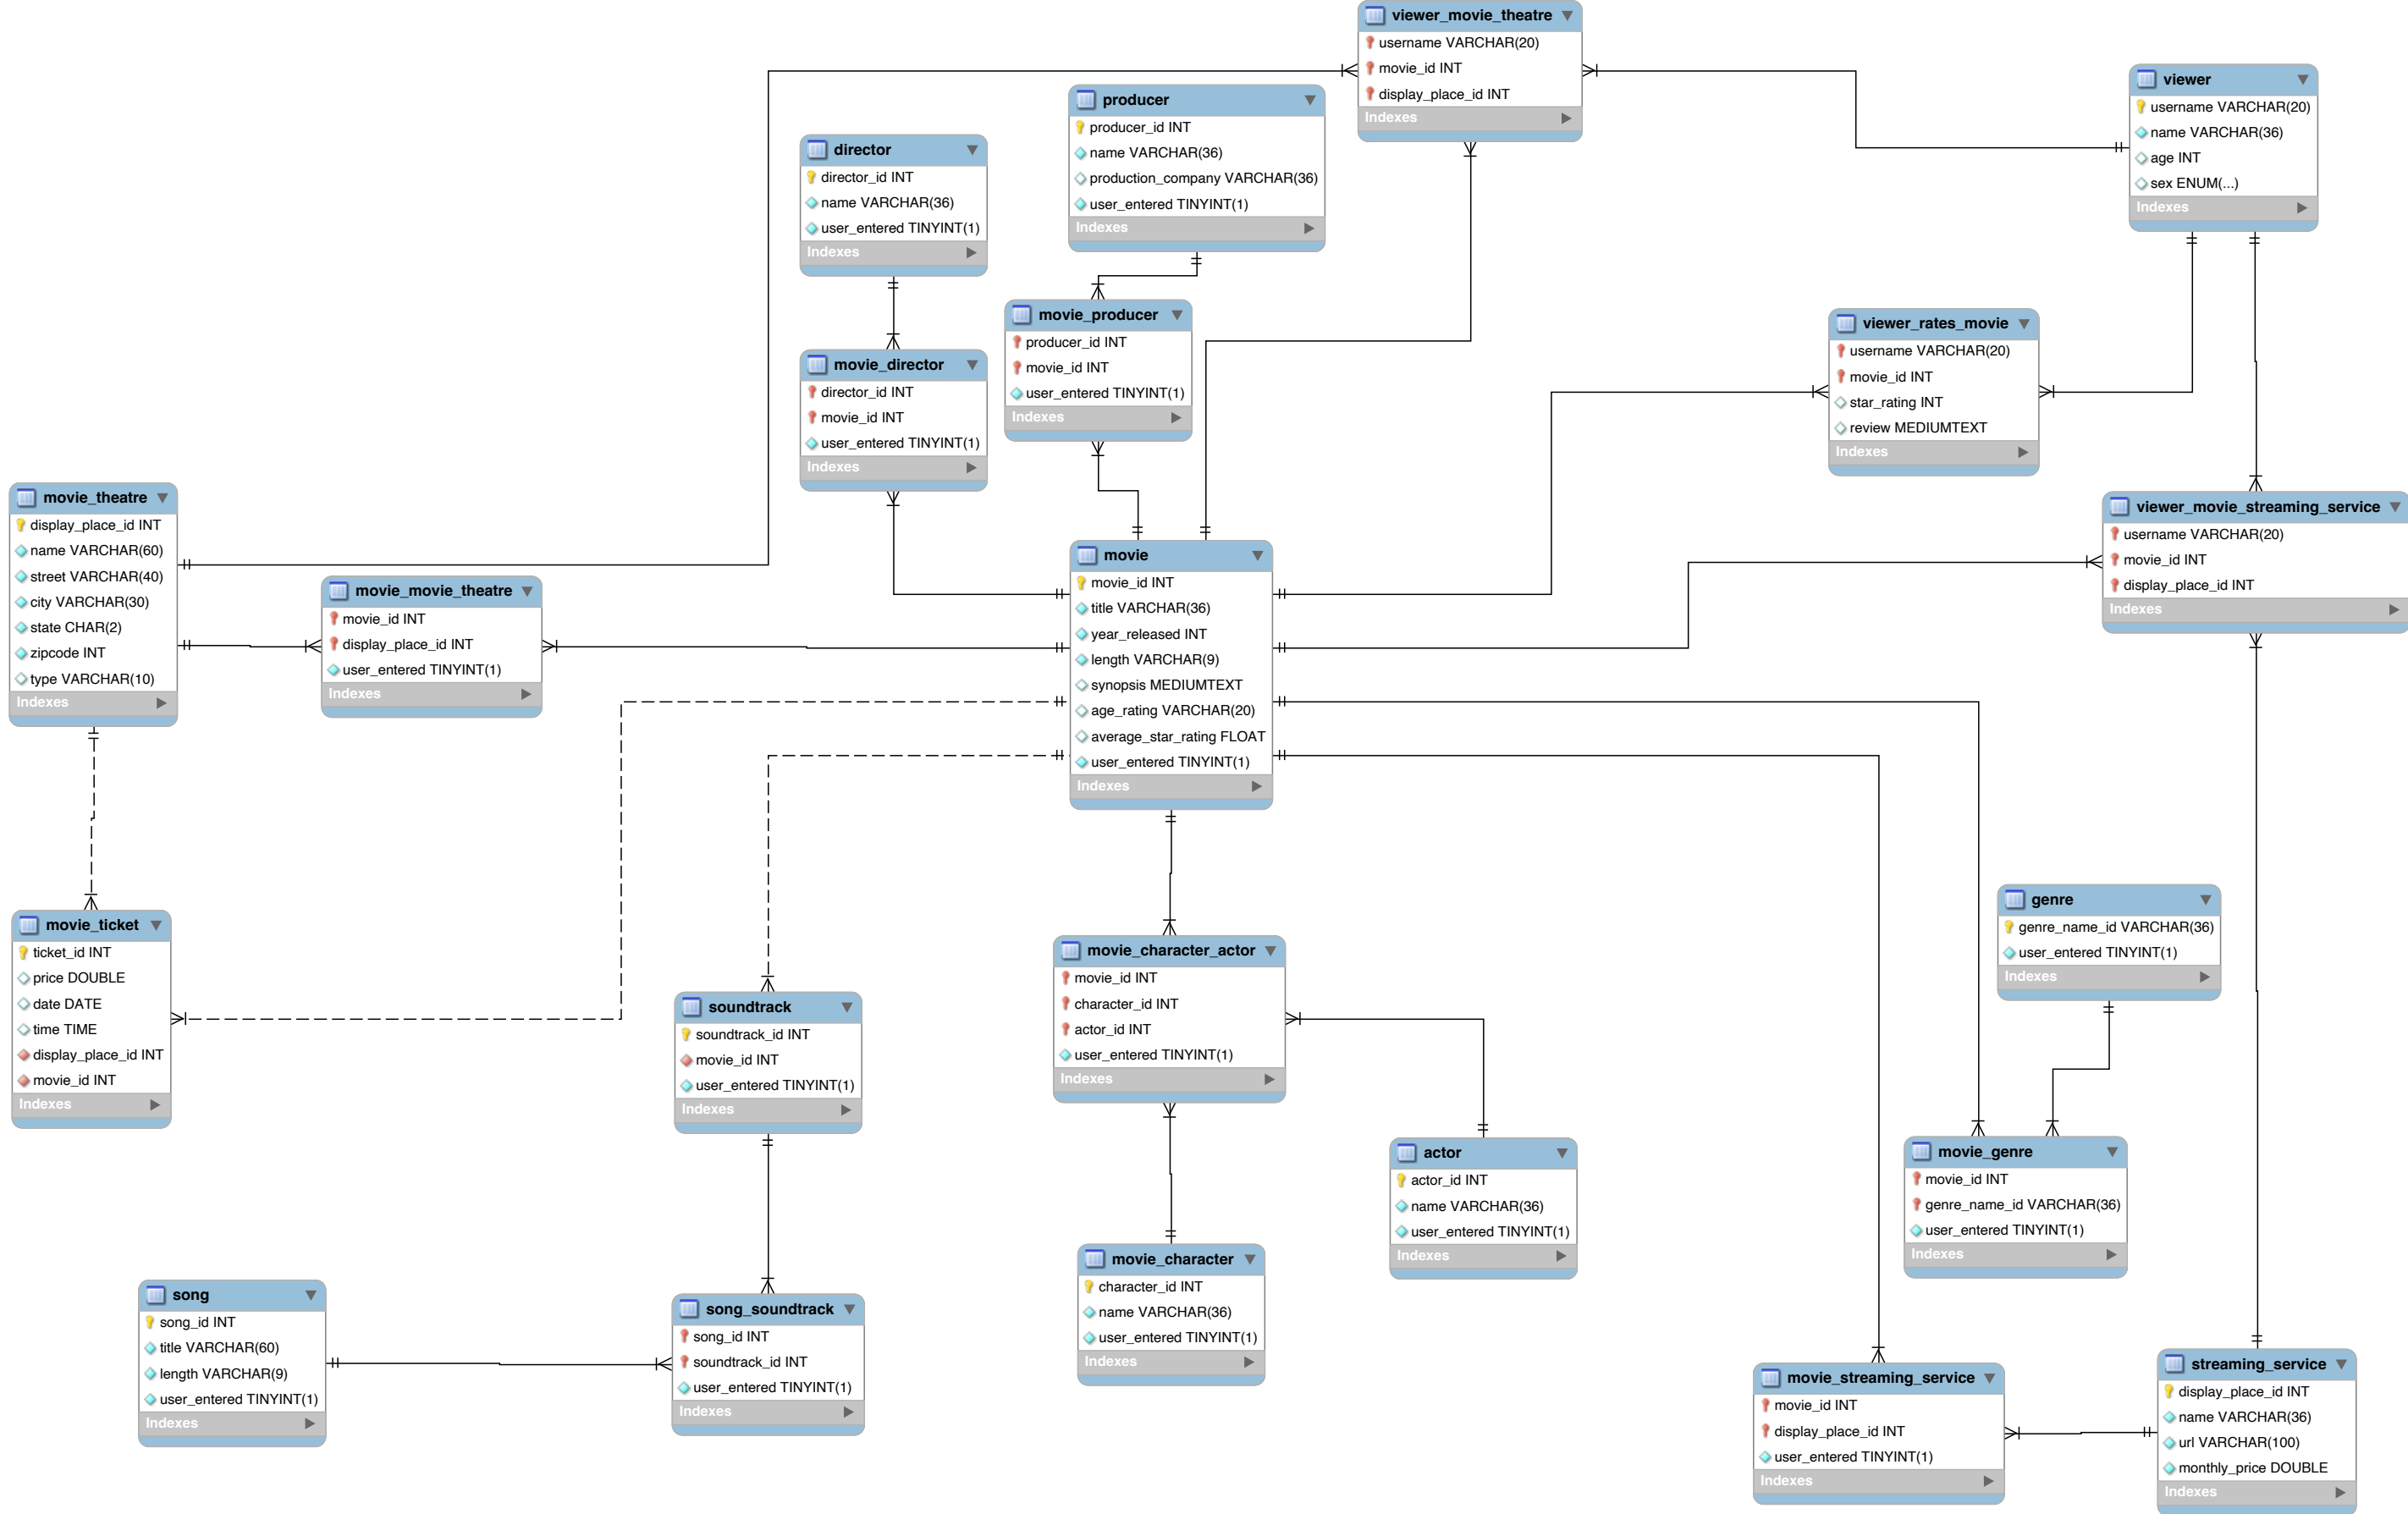 viewer_movie_theatre
username VARCHAR(20)
movie_id INT
display_place_id INT
Indexes
viewer
username VARCHAR(20)
name VARCHAR(36)
age INT
sex ENUM(...)
Indexes
producer
producer_id INT
name VARCHAR(36)
production_company VARCHAR(36)
user_entered TINYINT(1)
Indexes
director
director_id INT
name VARCHAR(36)
user_entered TINYINT(1)
Indexes
movie_producer
producer_id INT
movie_id INT
user_entered TINYINT(1)
Indexes
viewer_rates_movie
username VARCHAR(20)
movie_id INT
star_rating INT
review MEDIUMTEXT
Indexes
movie_director
director_id INT
movie_id INT
user_entered TINYINT(1)
Indexes
movie_theatre
display_place_id INT
name VARCHAR(60)
street VARCHAR(40)
city VARCHAR(30)
state CHAR(2)
zipcode INT
type VARCHAR(10)
Indexes
viewer_movie_streaming_service
username VARCHAR(20)
movie_id INT
display_place_id INT
Indexes
movie_movie_theatre
movie_id INT
display_place_id INT
user_entered TINYINT(1)
Indexes
movie
movie_id INT
title VARCHAR(36)
year_released INT
length VARCHAR(9)
synopsis MEDIUMTEXT
age_rating VARCHAR(20)
average_star_rating FLOAT
user_entered TINYINT(1)
Indexes
movie_ticket
ticket_id INT
price DOUBLE
date DATE
time TIME
display_place_id INT
movie_id INT
Indexes
soundtrack
soundtrack_id INT
movie_id INT
user_entered TINYINT(1)
Indexes
movie_character_actor
movie_id INT
character_id INT
actor_id INT
user_entered TINYINT(1)
Indexes
genre
genre_name_id VARCHAR(36)
user_entered TINYINT(1)
Indexes
actor
actor_id INT
name VARCHAR(36)
user_entered TINYINT(1)
Indexes
movie_genre
movie_id INT
genre_name_id VARCHAR(36)
user_entered TINYINT(1)
Indexes
song
song_id INT
title VARCHAR(60)
length VARCHAR(9)
user_entered TINYINT(1)
Indexes
song_soundtrack
song_id INT
soundtrack_id INT
user_entered TINYINT(1)
Indexes
movie_character
character_id INT
name VARCHAR(36)
user_entered TINYINT(1)
Indexes
movie_streaming_service
movie_id INT
display_place_id INT
user_entered TINYINT(1)
Indexes
streaming_service
display_place_id INT
name VARCHAR(36)
url VARCHAR(100)
monthly_price DOUBLE
Indexes